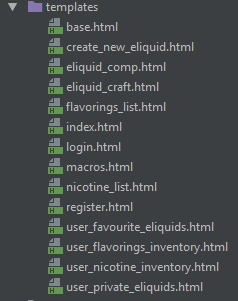 templates
base.html
create_new_eliquid.html
eliquid_comp.html
eliquid_craft.html
flavorings_list.html
index.html
login.html
macros.html
nicotine_list.html
register.html
user_favourite_eliquids.html
user_flavorings_inventory.html
user_nicotine_inventory.html
user_private_eliquids.html